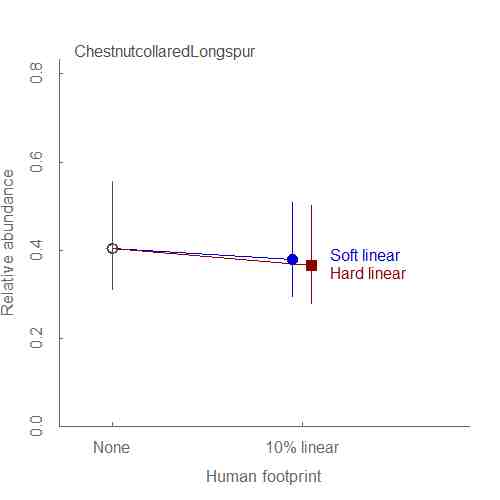 ChestnutcollaredLongspur
0.8
0.6
0.4
0.2
0.0
Relative abundance
Soft linear
Hard linear
None
10% linear
Human footprint